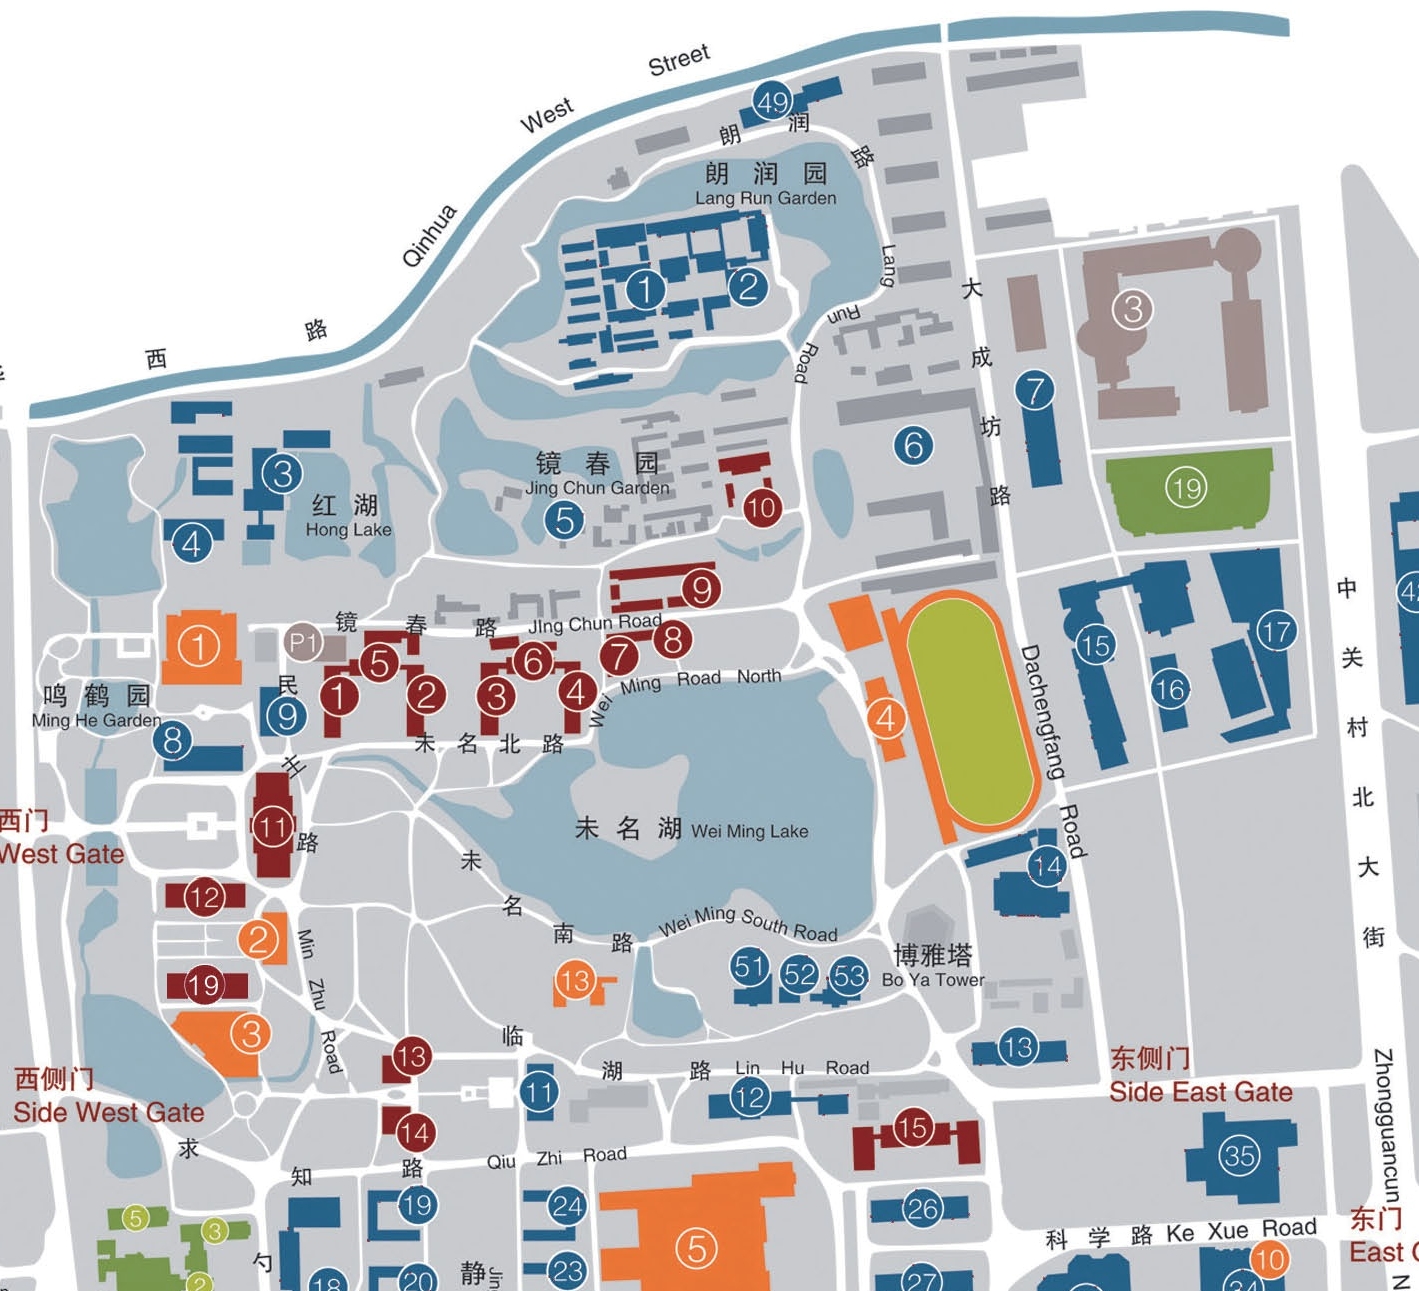 Qinhua West Street
西 路
49
朗 润 路
朗 润 园
Lang Run Garden
Lang Run Road
1
2
大 成 坊 路
3
7
6
19
3
4
红 湖
Hong Lake
镜 春 园
Jing Chun Garden
5
10
9
1
P1
镜 春 路 JIng Chun Road
5
6
7
8
1
2
3
4
15
16
17
42
中 关 村 北 大 街
鸣 鹤 园
Ming He Garden
8
9
民 主 路
Wei Ming Road North
未 名 北 路
4
Dachengfang Road
西门
West Gate
11
未 名 湖 Wei Ming Lake
14
12
2
Min Zhu Road
未 名 南 路
Wei Ming South Road
13
51
52
53
博雅塔
Bo Ya Tower
19
3
13
西侧门
Side West Gate
13
临 湖 路 Lin Hu Road
11
12
东侧门
Side East Gate
14
15
35
Zhongguancun N
求 知 路 Qiu Zhi Road
5
3
2
19
24
5
26
科 学 路 Ke Xue Road
东门
East G
勺
18
20
静 Jin
23
27
10
34